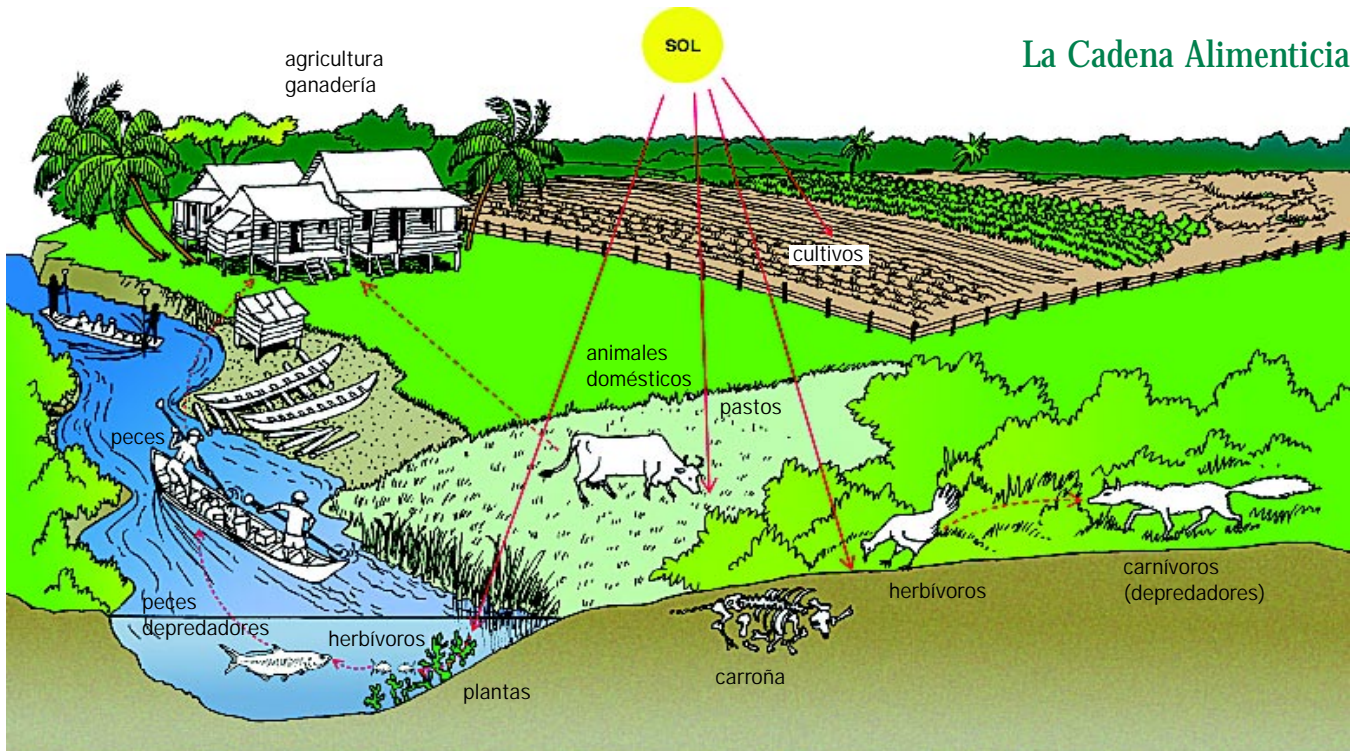 La Cadena Alimenticia
SOL
agricultura
ganadería
cultivos
animales
domésticos
pastos
peces
herbívoros
carnívoros
(depredadores)
peces
depredadores
herbívoros
plantas
carroña